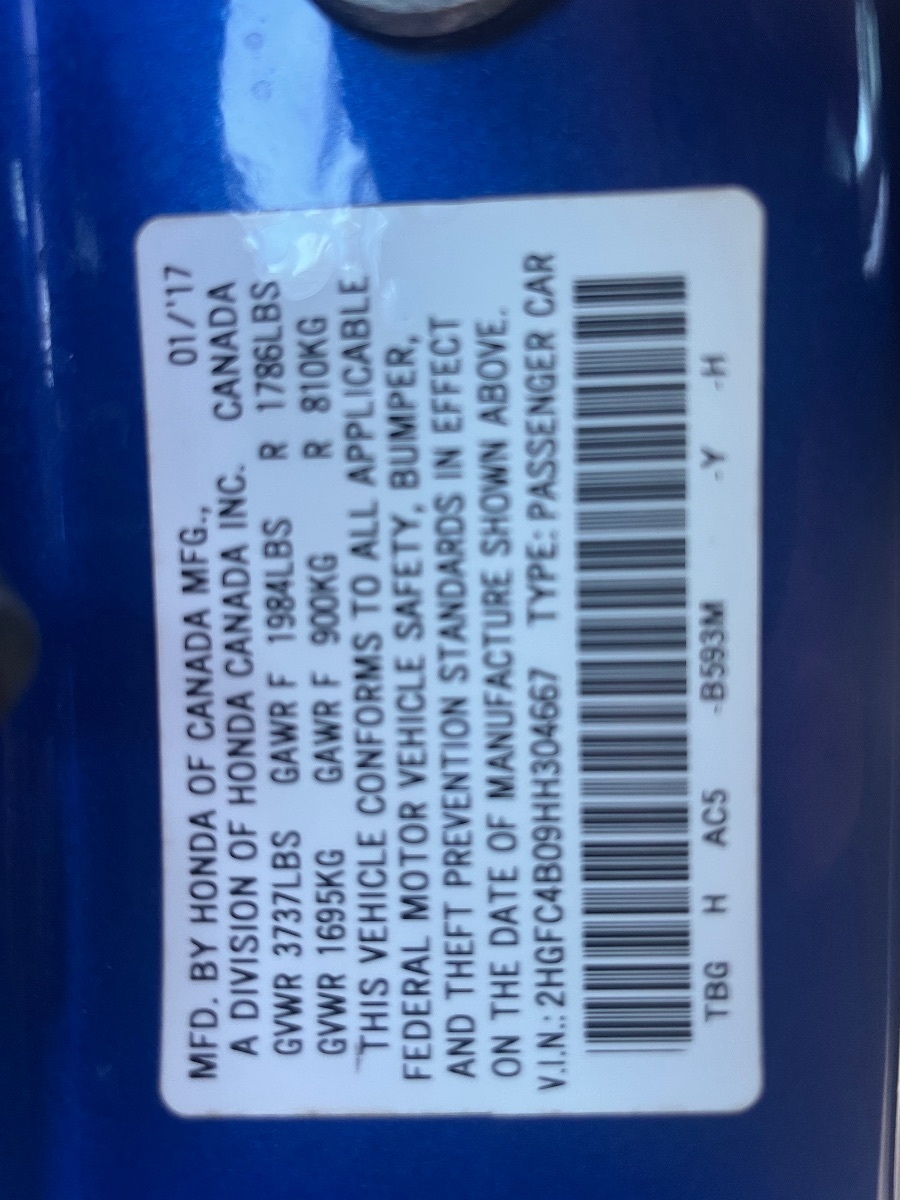 MFD. BY HONDA OF CANADA MFG., 01/'17
A DIVISION OF HONDA CANADA INC. CANADA
GVWR 3737LBS GAWR F 1984LBS R 1786LBS
GVWR 1695KG GAWR F 900KG R 810KG
THIS VEHICLE CONFORMS TO ALL APPLICABLE
FEDERAL MOTOR VEHICLE SAFETY, BUMPER,
AND THEFT PREVENTION STANDARDS IN EFFECT
ON THE DATE OF MANUFACTURE SHOWN ABOVE.
V.I.N.: 2HGFC4B09HH304667 TYPE: PASSENGER CAR
TBG H AC5 -B593M -Y -H